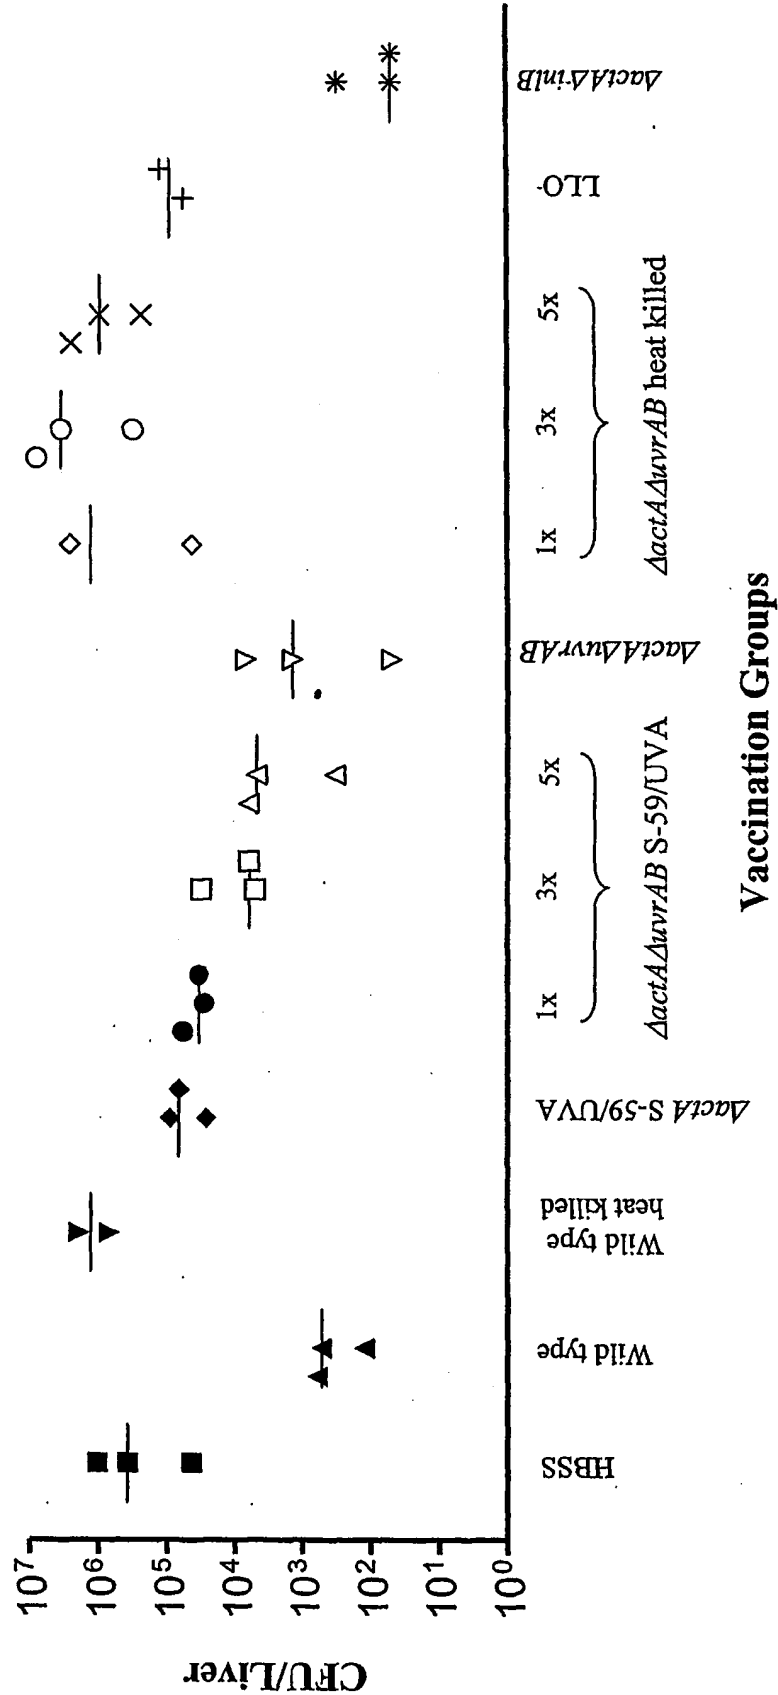 CFU/Liver
10⁷
10⁶
10⁵
10⁴
10³
10²
10¹
10⁰
HBSS
Wild type
Wild type
heat killed
ΔactA S-59/UVA
1x
3x
5x
ΔactAΔuvrAB S-59/UVA
ΔactAΔuvrAB
1x
3x
5x
ΔactAΔuvrAB heat killed
LLO⁻
ΔactAΔinlB
Vaccination Groups